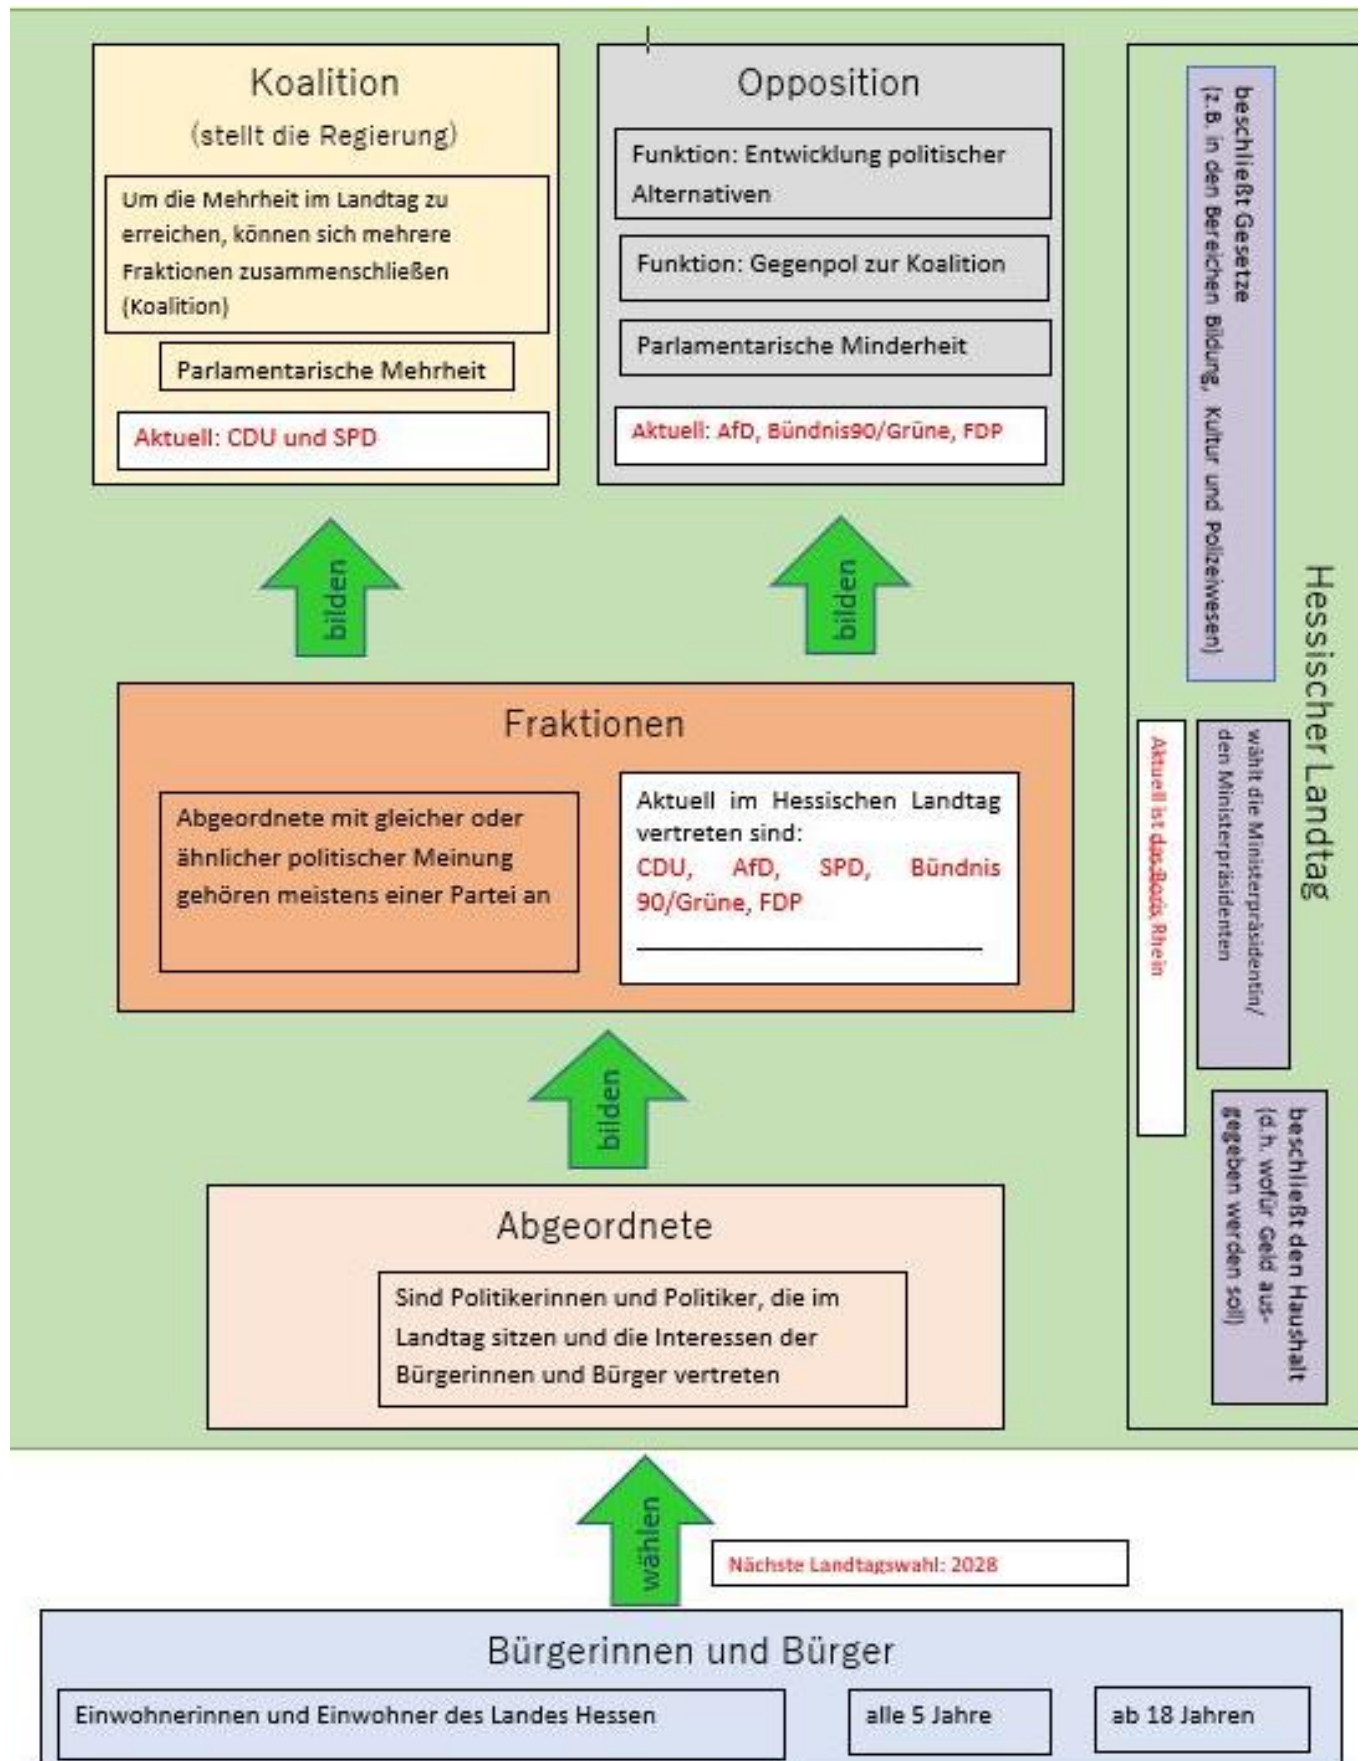 Koalition
(stellt die Regierung)
Um die Mehrheit im Landtag zu
erreichen, können sich mehrere
Fraktionen zusammenschließen
(Koalition)
Parlamentarische Mehrheit
Aktuell: CDU und SPD
Opposition
Funktion: Entwicklung politischer
Alternativen
Funktion: Gegenpol zur Koalition
Parlamentarische Minderheit
Aktuell: AfD, Bündnis90/Grüne, FDP
bilden
bilden
Fraktionen
Abgeordnete mit gleicher oder
ähnlicher politischer Meinung
gehören meistens einer Partei an
Aktuell im Hessischen Landtag
vertreten sind:
CDU, AfD, SPD, Bündnis
90/Grüne, FDP
bilden
Abgeordnete
Sind Politikerinnen und Politiker, die im
Landtag sitzen und die Interessen der
Bürgerinnen und Bürger vertreten
Hessischer Landtag
beschließt Gesetze
(z.B. in den Bereichen Bildung, Kultur und Polizeiwesen)
wählt die Ministerpräsidentin/
den Ministerpräsidenten
Aktuell ist das: Boris Rhein
beschließt den Haushalt
(d.h. wofür Geld aus-
gegeben werden soll)
wählen
Nächste Landtagswahl: 2028
Bürgerinnen und Bürger
Einwohnerinnen und Einwohner des Landes Hessen
alle 5 Jahre
ab 18 Jahren